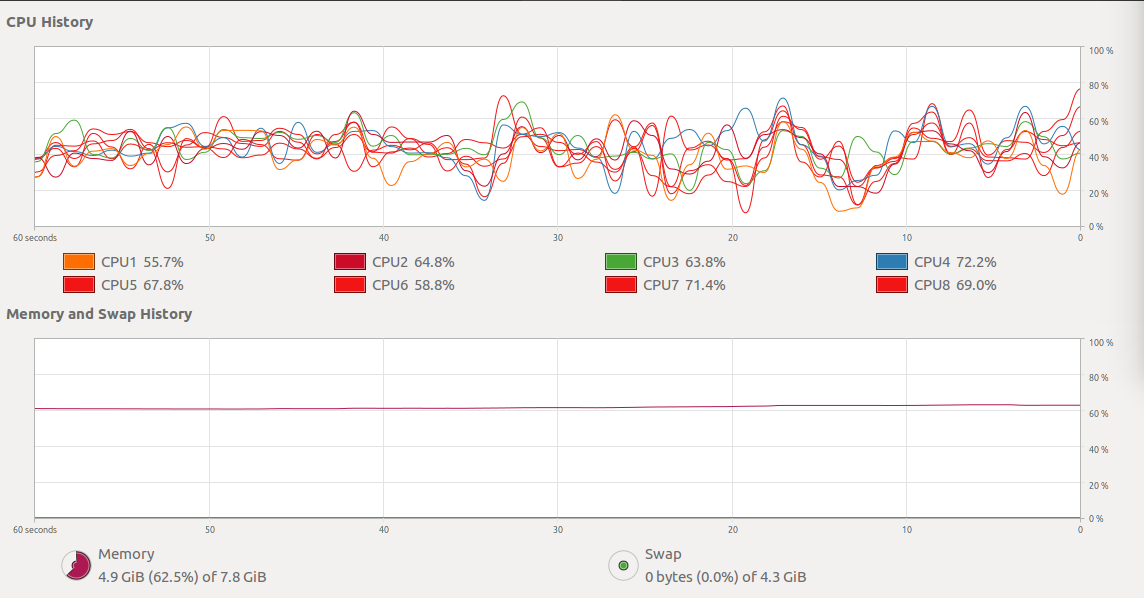 CPU History
100 %
80 %
60 %
40 %
20 %
0 %
60 seconds 50 40 30 20 10 0
CPU1 55.7% CPU2 64.8% CPU3 63.8% CPU4 72.2%
CPU5 67.8% CPU6 58.8% CPU7 71.4% CPU8 69.0%
Memory and Swap History
100 %
80 %
60 %
40 %
20 %
0 %
60 seconds 50 40 30 20 10 0
Memory Swap
4.9 GiB (62.5%) of 7.8 GiB 0 bytes (0.0%) of 4.3 GiB